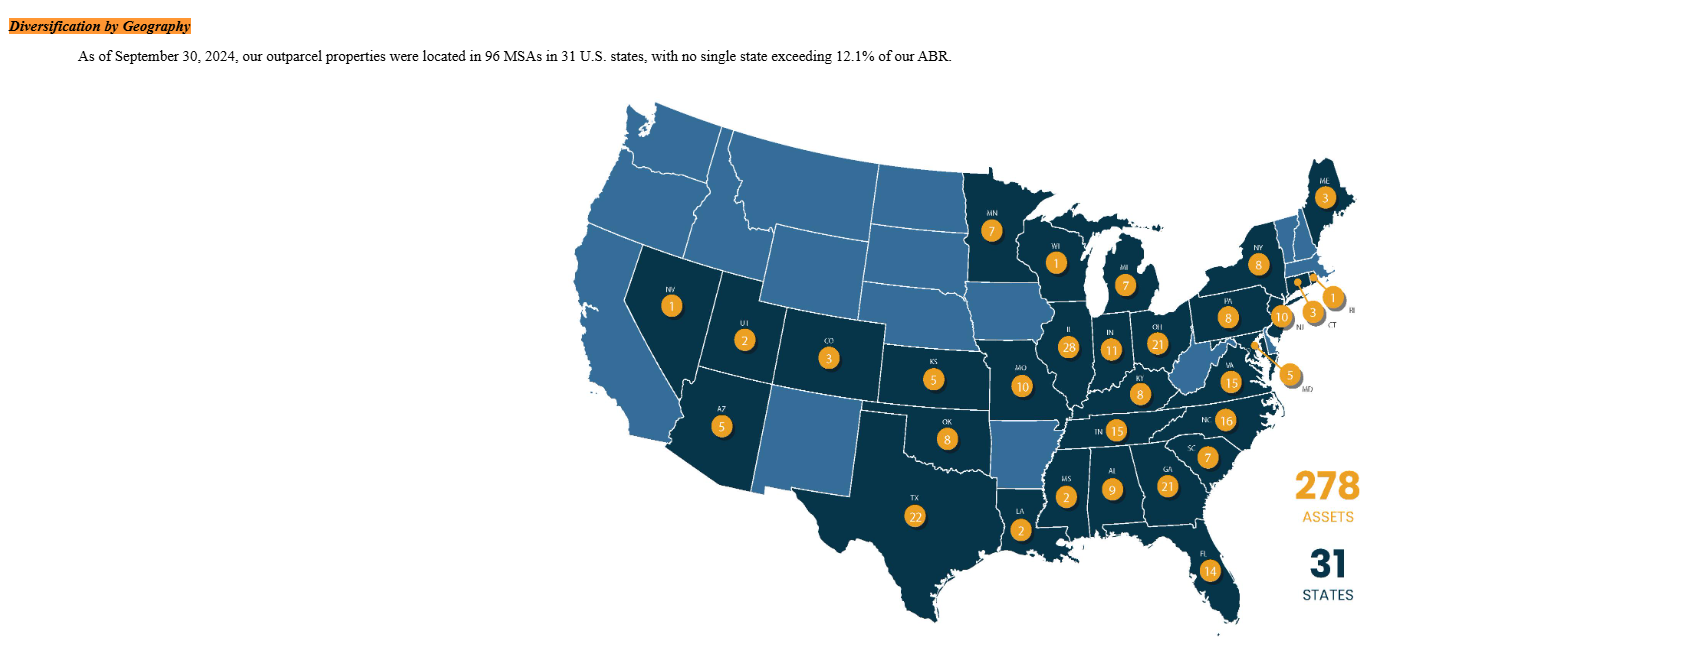 Diversification by Geography
As of September 30, 2024, our outparcel properties were located in 96 MSAs in 31 U.S. states, with no single state exceeding 12.1% of our ABR.
ME
3
MN
7
WI
1
MI
7
NY
8
1
RI
3
CT
NV
1
UT
2
CO
3
PA
8
10
NJ
IL
28
IN
11
OH
21
KS
5
MO
10
KY
8
VA
15
5
MD
AZ
5
OK
8
TN
15
NC
16
SC
7
TX
22
LA
2
MS
2
AL
9
GA
21
FL
14
278
ASSETS
31
STATES